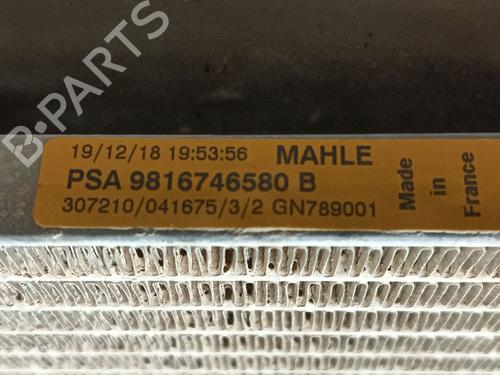 B-PARTS
19/12/18 19:53:56 MAHLE
PSA 9816746580 B
307210/041675/3/2 GN789001
Made
in
France